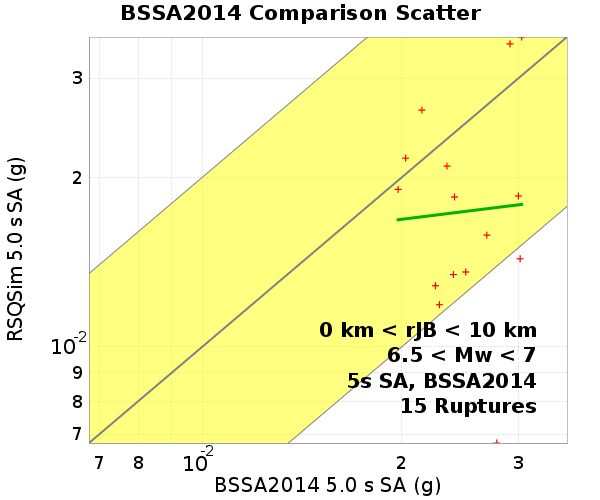 BSSA2014 Comparison Scatter
RSQSim 5.0 s SA (g)
3
2
10-2
9
8
7
0 km < rJB < 10 km
6.5 < Mw < 7
5s SA, BSSA2014
15 Ruptures
7 8 10-2 2 3
BSSA2014 5.0 s SA (g)